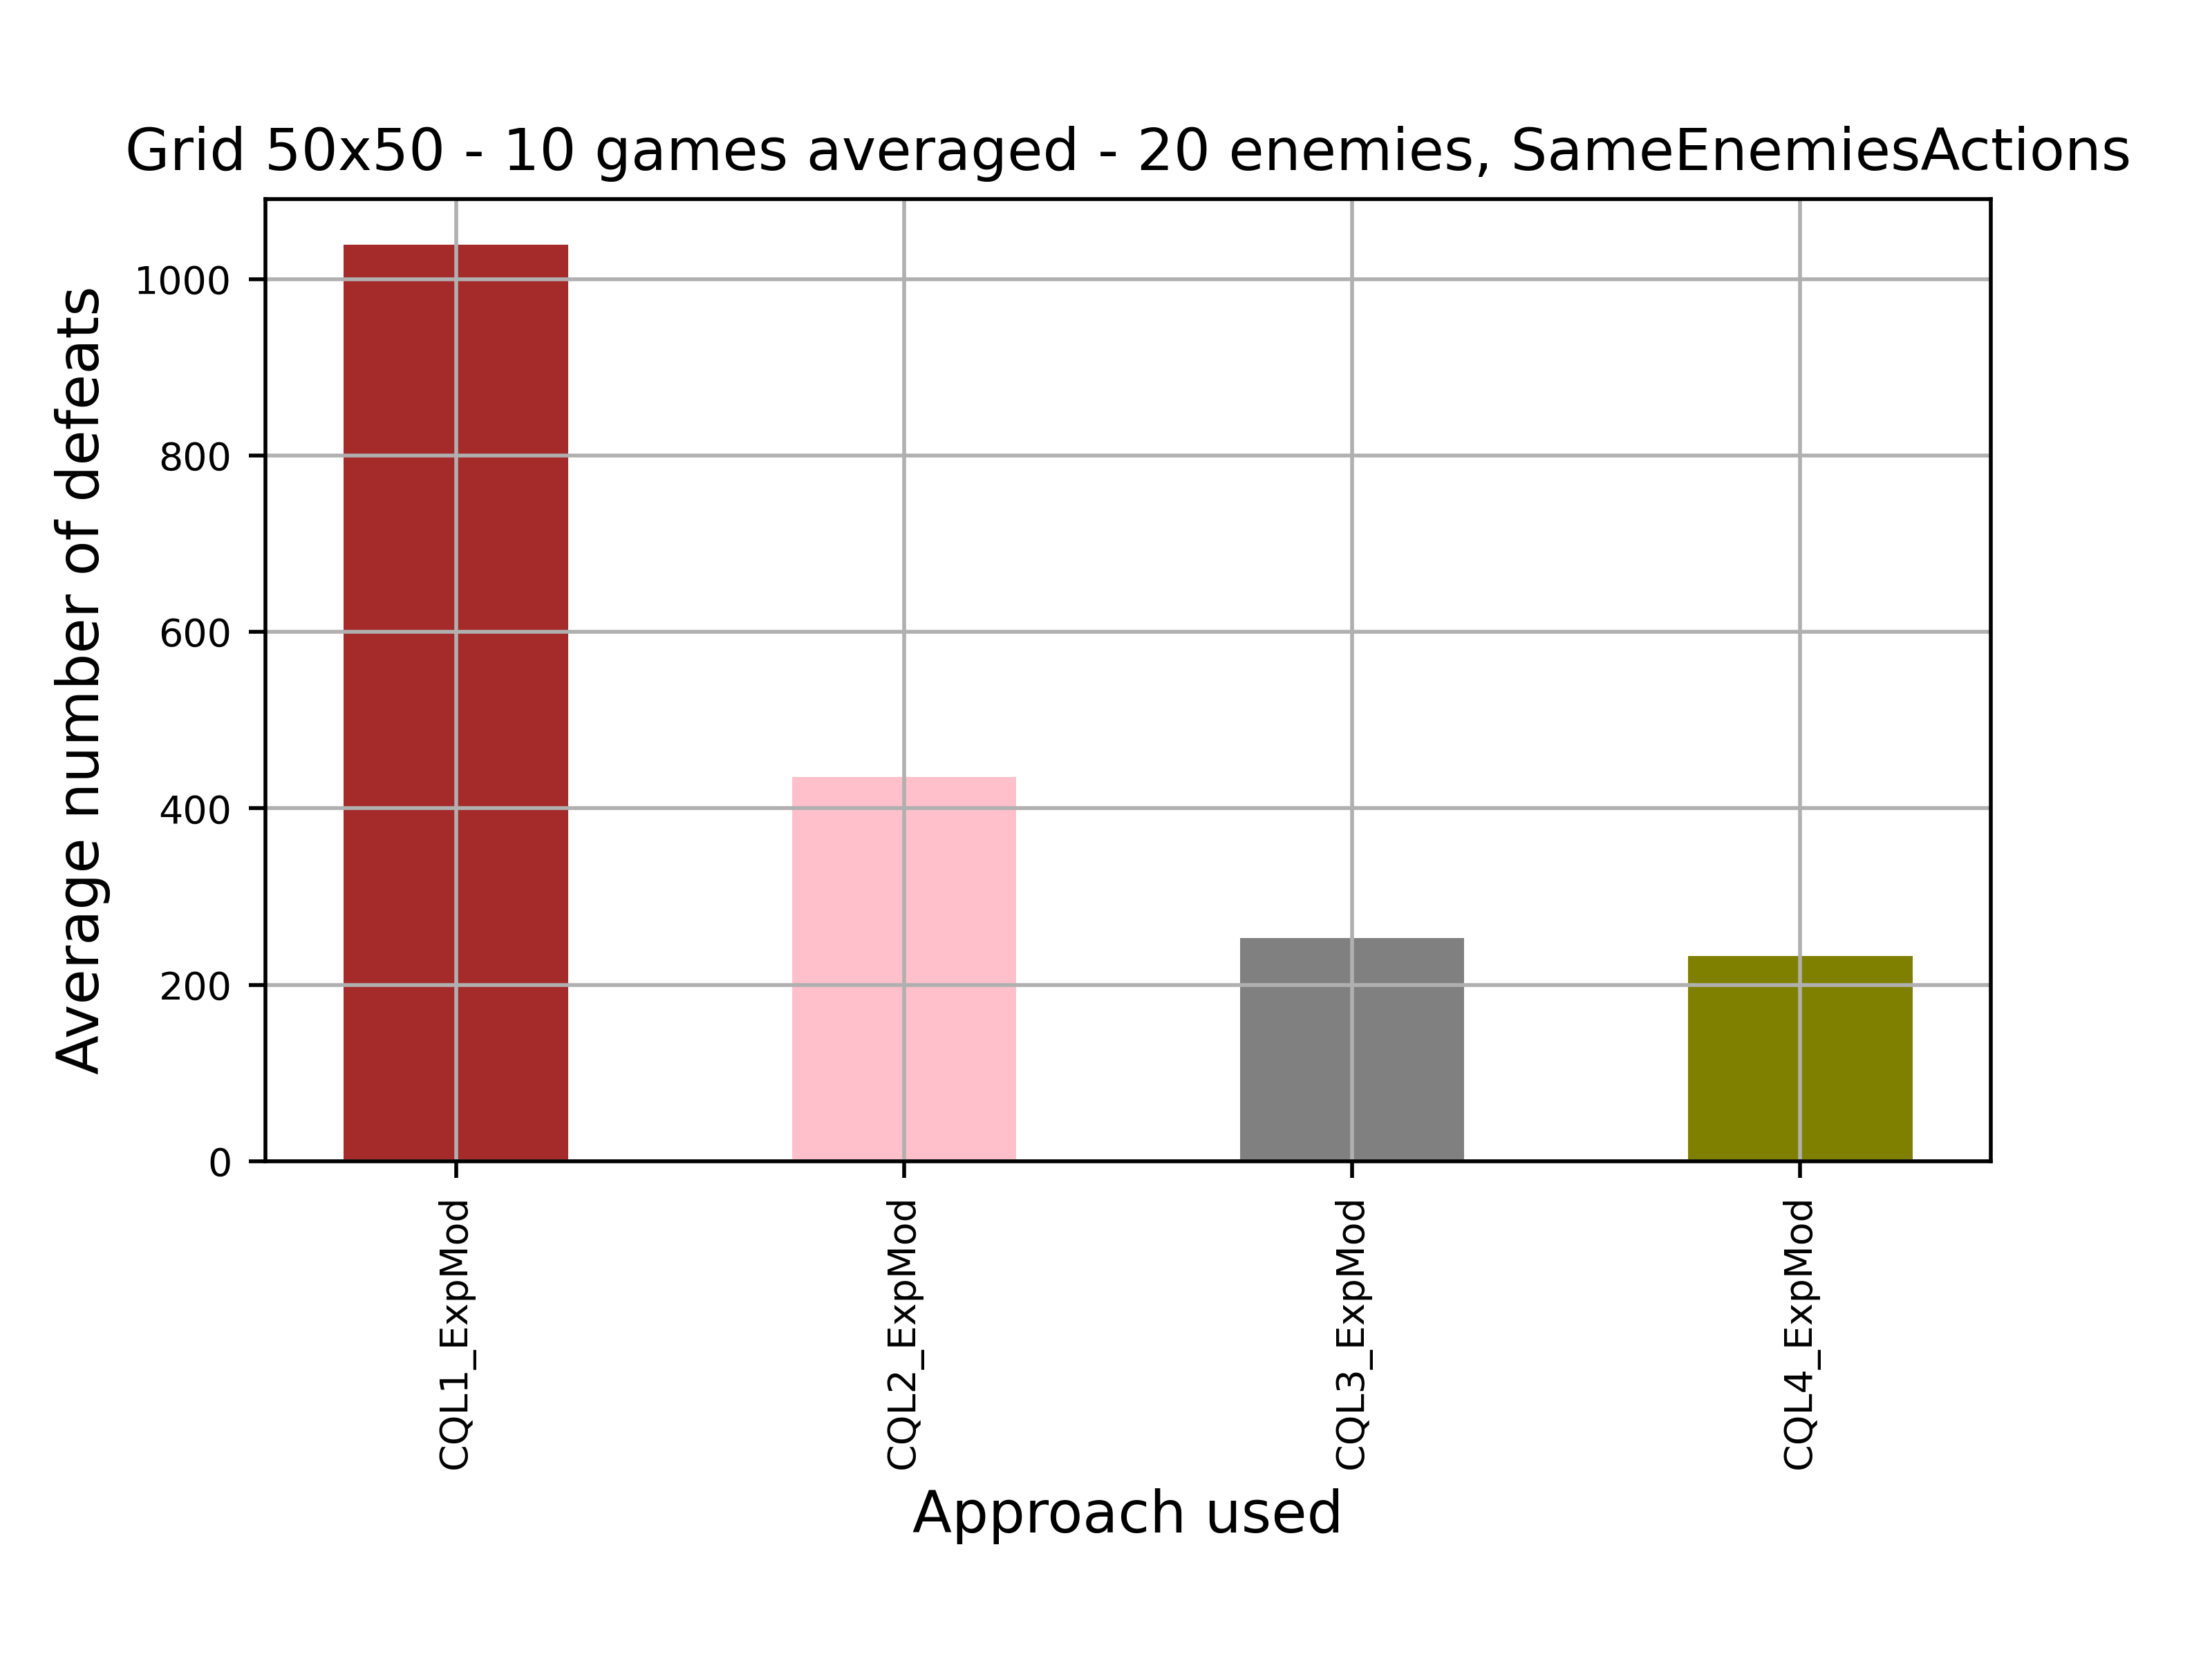 Grid 50x50 - 10 games averaged - 20 enemies, SameEnemiesActions
Average number of defeats
1000
800
600
400
200
0
CQL1_ExpMod
CQL2_ExpMod
CQL3_ExpMod
CQL4_ExpMod
Approach used